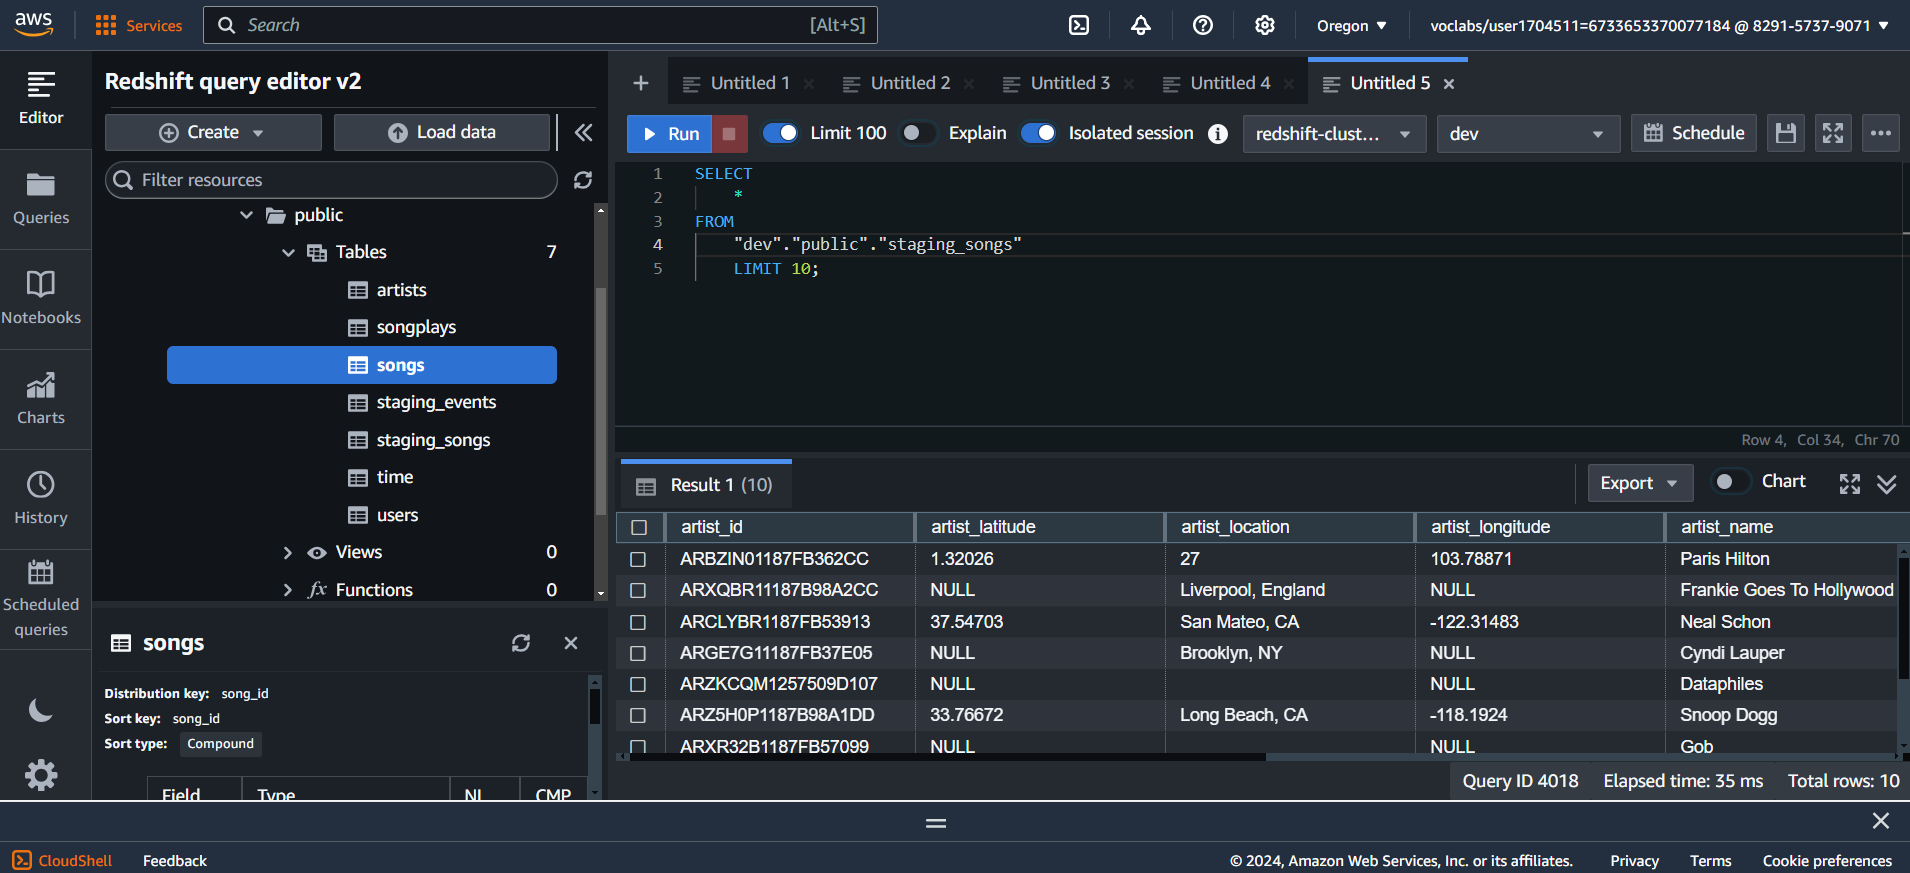 aws
Services
Search [Alt+S]
Oregon
voclabs/user1704511=6733653370077184 @ 8291-5737-9071
Editor
Queries
Notebooks
Charts
History
Scheduled
queries
Redshift query editor v2
Create
Load data
Filter resources
public
Tables 7
artists
songplays
songs
staging_events
staging_songs
time
users
Views 0
fx Functions 0
songs
Distribution key: song_id
Sort key: song_id
Sort type: Compound
Field Type NL CMP
Untitled 1 Untitled 2 Untitled 3 Untitled 4 Untitled 5
Run Limit 100 Explain Isolated session redshift-clust... dev Schedule
1 SELECT
2 *
3 FROM
4 "dev"."public"."staging_songs"
5 LIMIT 10;
Row 4, Col 34, Chr 70
Result 1 (10)
Export Chart
artist_id artist_latitude artist_location artist_longitude artist_name
ARBZIN01187FB362CC 1.32026 27 103.78871 Paris Hilton
ARXQBR11187B98A2CC NULL Liverpool, England NULL Frankie Goes To Hollywood
ARCLYBR1187FB53913 37.54703 San Mateo, CA -122.31483 Neal Schon
ARGE7G11187FB37E05 NULL Brooklyn, NY NULL Cyndi Lauper
ARZKCQM1257509D107 NULL NULL Dataphiles
ARZ5H0P1187B98A1DD 33.76672 Long Beach, CA -118.1924 Snoop Dogg
ARXR32B1187FB57099 NULL NULL Gob
Query ID 4018 Elapsed time: 35 ms Total rows: 10
CloudShell Feedback
© 2024, Amazon Web Services, Inc. or its affiliates. Privacy Terms Cookie preferences